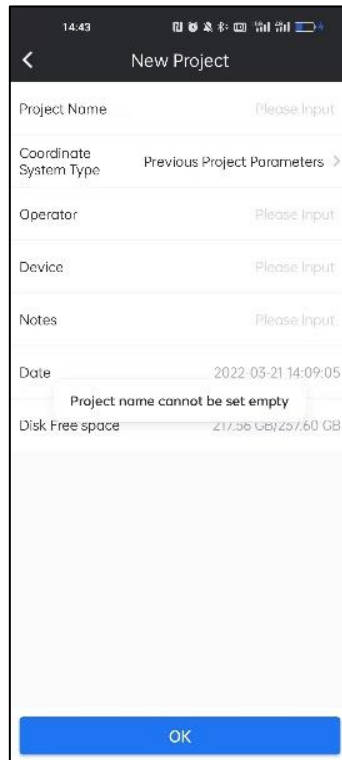 14:43
New Project
Project Name Please Input
Coordinate
System Type Previous Project Parameters >
Operator Please Input
Device Please Input
Notes Please Input
Date 2022-03-21 14:09:05
Project name cannot be set empty
Disk Free space 217.56 GB/257.60 GB
OK